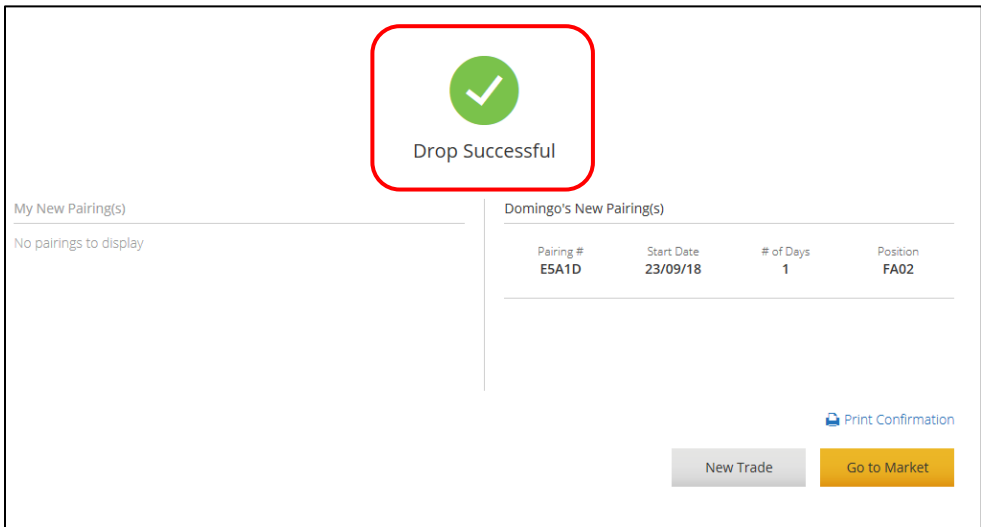 Drop Successful
My New Pairing(s)
No pairings to display
Domingo's New Pairing(s)
Pairing # Start Date # of Days Position
E5A1D 23/09/18 1 FA02
Print Confirmation
New Trade Go to Market